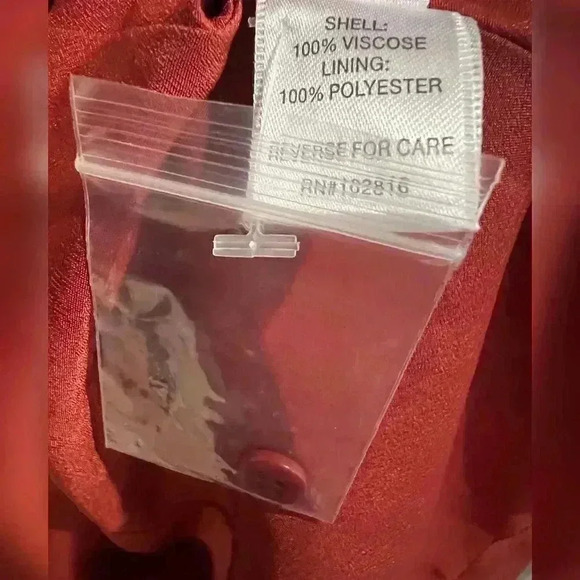 SHELL:
100% VISCOSE
LINING:
100% POLYESTER
REVERSE FOR CARE
RN#102816